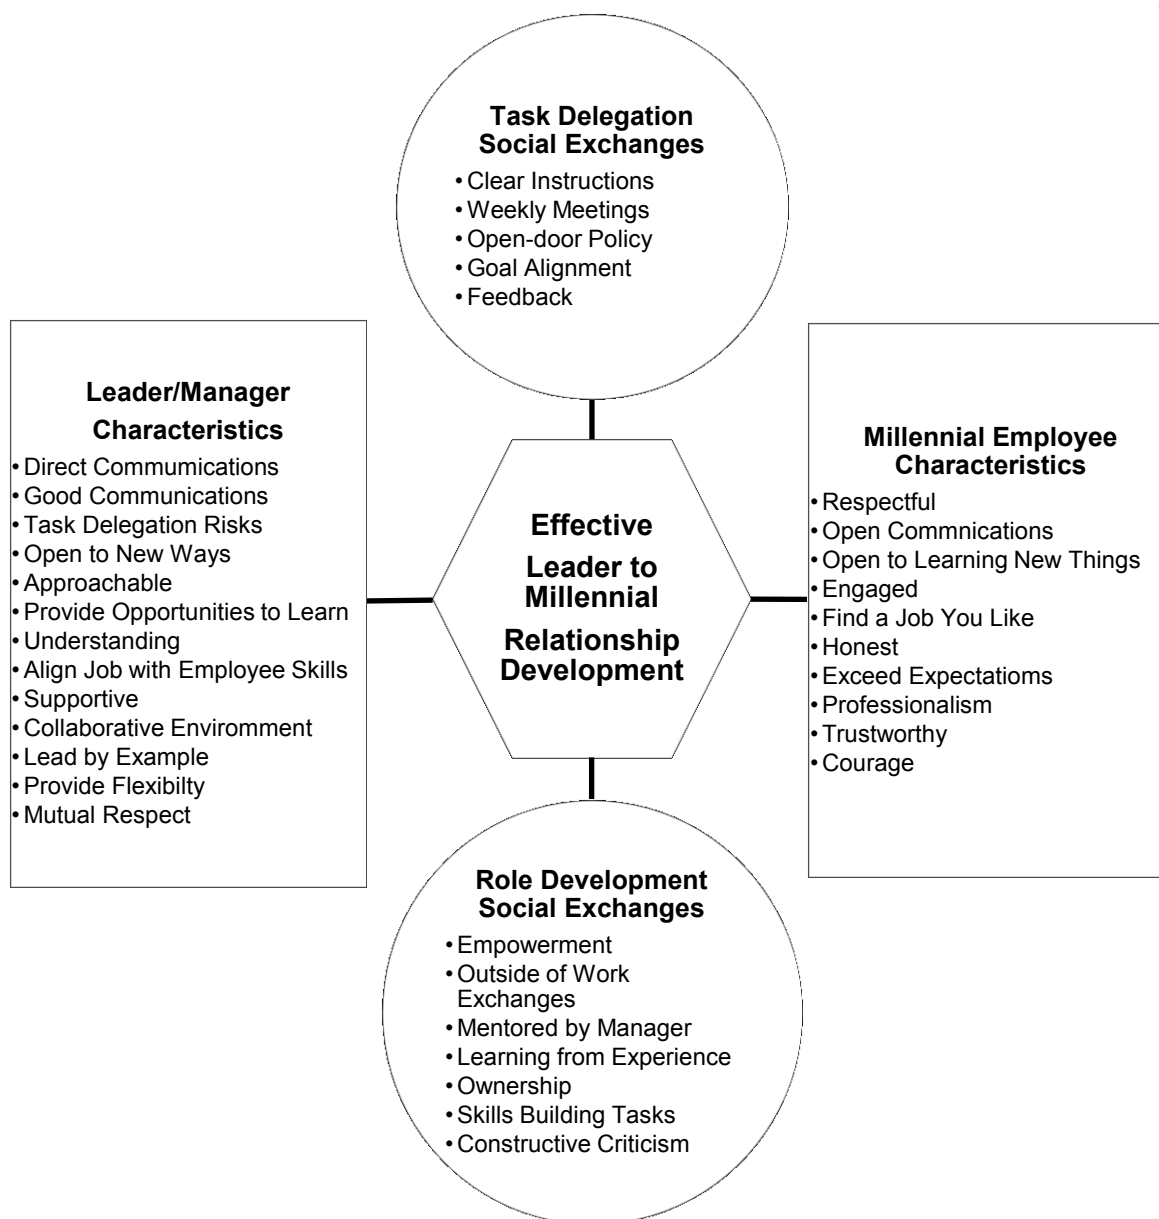 Task Delegation
Social Exchanges
• Clear Instructions
• Weekly Meetings
• Open-door Policy
• Goal Alignment
• Feedback
Leader/Manager
Characteristics
• Direct Commumications
• Good Communications
• Task Delegation Risks
• Open to New Ways
• Approachable
• Provide Opportunities to Learn
• Understanding
• Align Job with Employee Skills
• Supportive
• Collaborative Enviromment
• Lead by Example
• Provide Flexibilty
• Mutual Respect
Effective
Leader to
Millennial
Relationship
Development
Millennial Employee
Characteristics
• Respectful
• Open Commnications
• Open to Learning New Things
• Engaged
• Find a Job You Like
• Honest
• Exceed Expectatioms
• Professionalism
• Trustworthy
• Courage
Role Development
Social Exchanges
• Empowerment
• Outside of Work
Exchanges
• Mentored by Manager
• Learning from Experience
• Ownership
• Skills Building Tasks
• Constructive Criticism